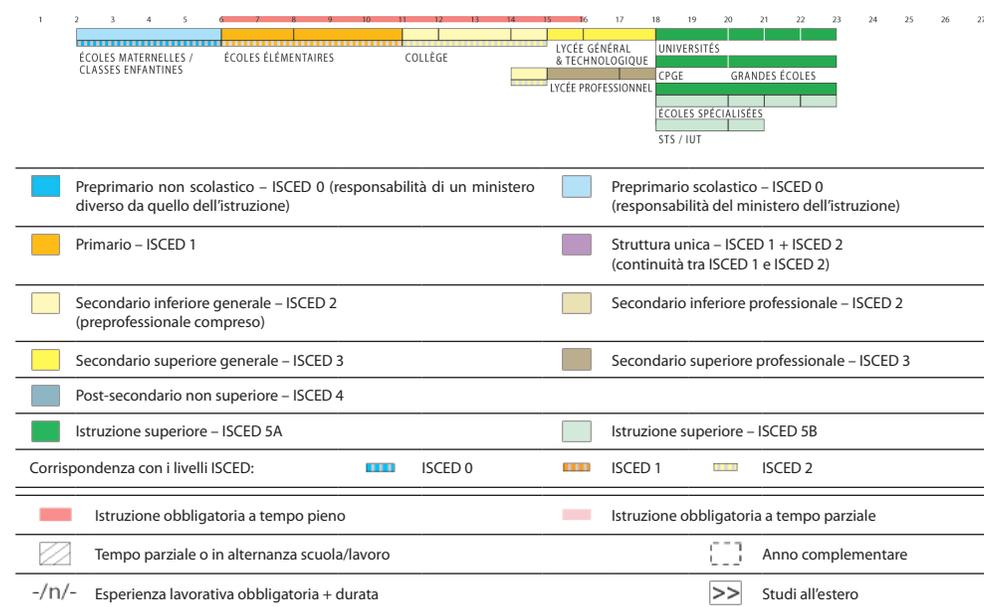 1 2 3 4 5 6 7 8 9 10 11 12 13 14 15 16 17 18 19 20 21 22 23 24 25 26 27
ÉCOLES MATERNELLES /
CLASSES ENFANTINES
ÉCOLES ÉLÉMENTAIRES
COLLÈGE
LYCÉE GÉNÉRAL
& TECHNOLOGIQUE
LYCÉE PROFESSIONNEL
UNIVERSITÉS
CPGE GRANDES ÉCOLES
ÉCOLES SPÉCIALISÉES
STS / IUT
Preprimario non scolastico – ISCED 0 (responsabilità di un ministero
diverso da quello dell'istruzione)
Preprimario scolastico – ISCED 0
(responsabilità del ministero dell'istruzione)
Primario – ISCED 1
Struttura unica – ISCED 1 + ISCED 2
(continuità tra ISCED 1 e ISCED 2)
Secondario inferiore generale – ISCED 2
(preprofessionale compreso)
Secondario inferiore professionale – ISCED 2
Secondario superiore generale – ISCED 3
Secondario superiore professionale – ISCED 3
Post-secondario non superiore – ISCED 4
Istruzione superiore – ISCED 5A
Istruzione superiore – ISCED 5B
Corrispondenza con i livelli ISCED: ISCED 0 ISCED 1 ISCED 2
Istruzione obbligatoria a tempo pieno
Istruzione obbligatoria a tempo parziale
Tempo parziale o in alternanza scuola/lavoro
Anno complementare
-/n/- Esperienza lavorativa obbligatoria + durata
>> Studi all'estero